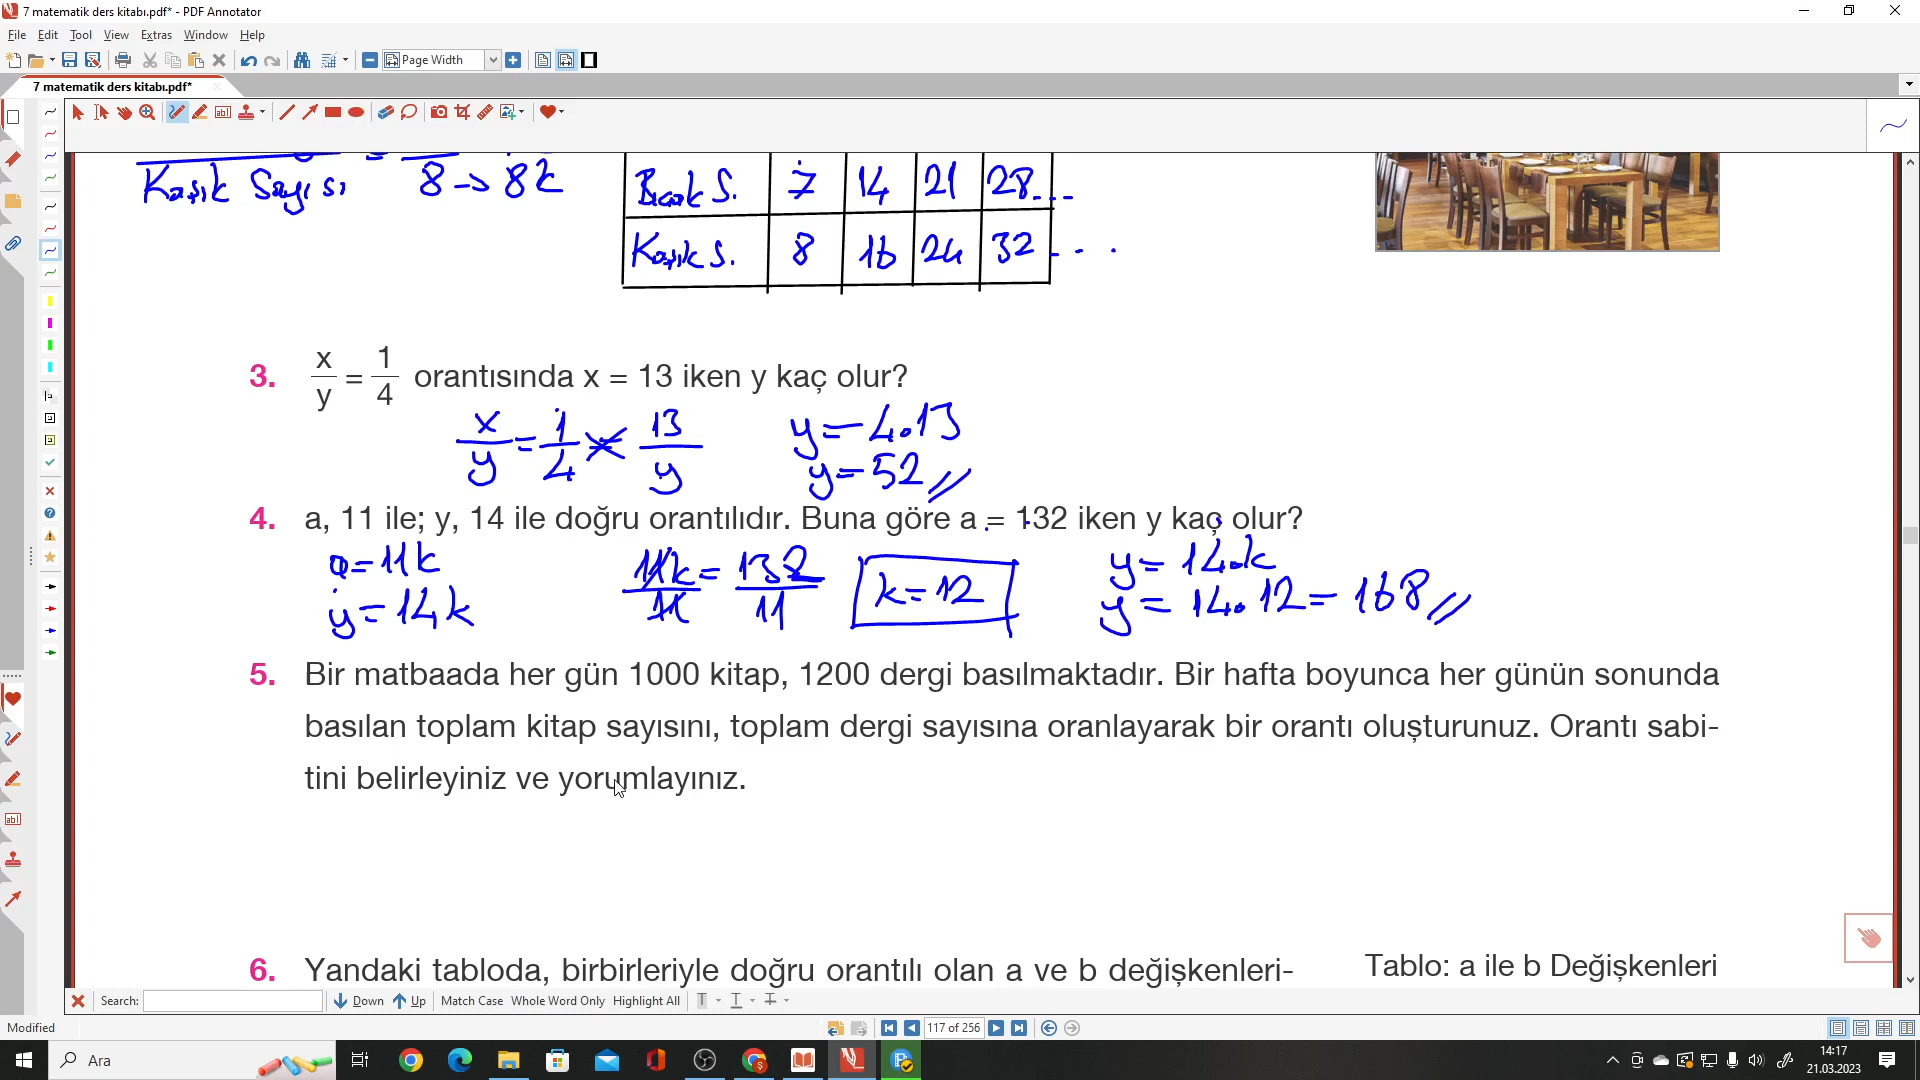 7 matematik ders kitabı.pdf* - PDF Annotator
File Edit Tool View Extras Window Help
Page Width
7 matematik ders kitabı.pdf*
Kaşık Sayısı 8 -> 8k
Bıçak S. 7 14 21 28...
Kaşık S. 8 16 24 32 ...
3. x/y = 1/4 orantısında x = 13 iken y kaç olur?
x/y = 1/4 = 13/y y = 4.13
y = 52 //
4. a, 11 ile; y, 14 ile doğru orantılıdır. Buna göre a = 132 iken y kaç olur?
a = 11k 11k/11 = 132/11 k = 12 y = 14.k
y = 14k y = 14.12 = 168 //
5. Bir matbaada her gün 1000 kitap, 1200 dergi basılmaktadır. Bir hafta boyunca her günün sonunda
basılan toplam kitap sayısını, toplam dergi sayısına oranlayarak bir orantı oluşturunuz. Orantı sabi-
tini belirleyiniz ve yorumlayınız.
6. Yandaki tabloda, birbirleriyle doğru orantılı olan a ve b değişkenleri- Tablo: a ile b Değişkenleri
Search: Down Up Match Case Whole Word Only Highlight All
Modified 117 of 256
Ara 14:17
21.03.2023